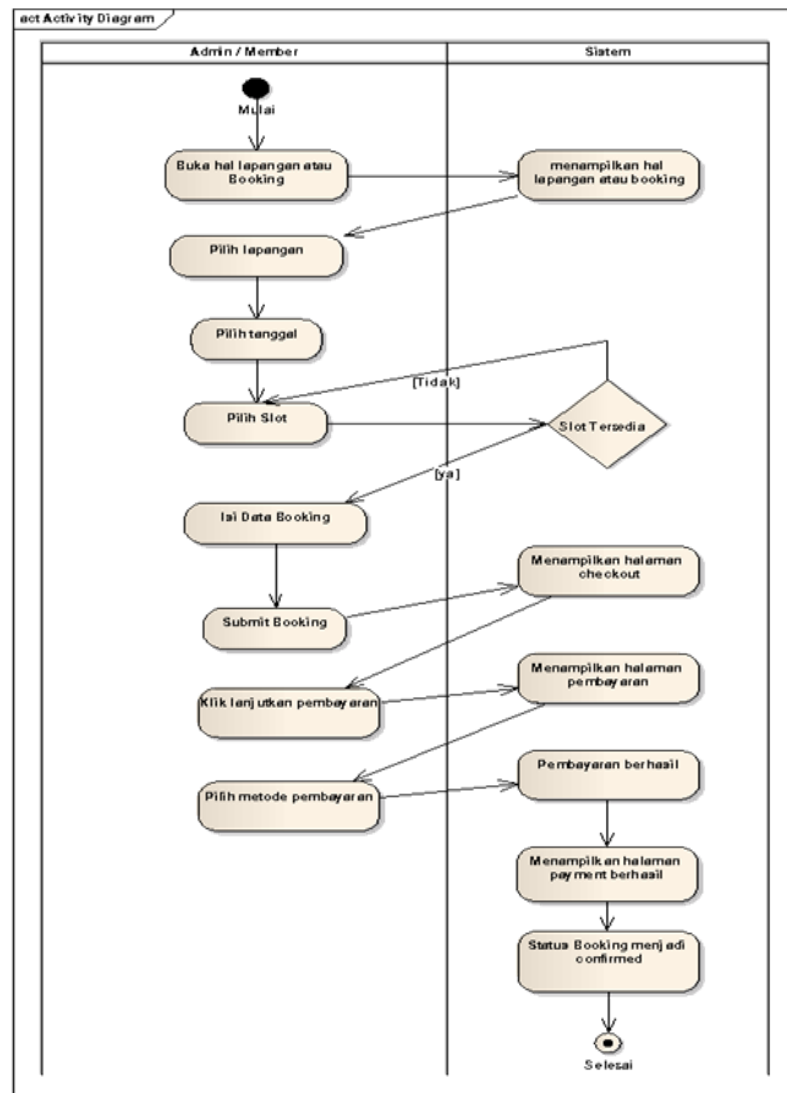 act Activity Diagram
Admin / Member
Sistem
Mulai
Buka hal lapangan atau
Booking
menampilkan hal
lapangan atau booking
Pilih lapangan
Pilih tanggal
[Tidak]
Pilih Slot
Slot Tersedia
[ya]
Isi Data Booking
Menampilkan halaman
checkout
Submit Booking
Menampilkan halaman
pembayaran
Klik lanjutkan pembayaran
Pembayaran berhasil
Pilih metode pembayaran
Menampilkan halaman
payment berhasil
Status Booking menjadi
confirmed
Selesai